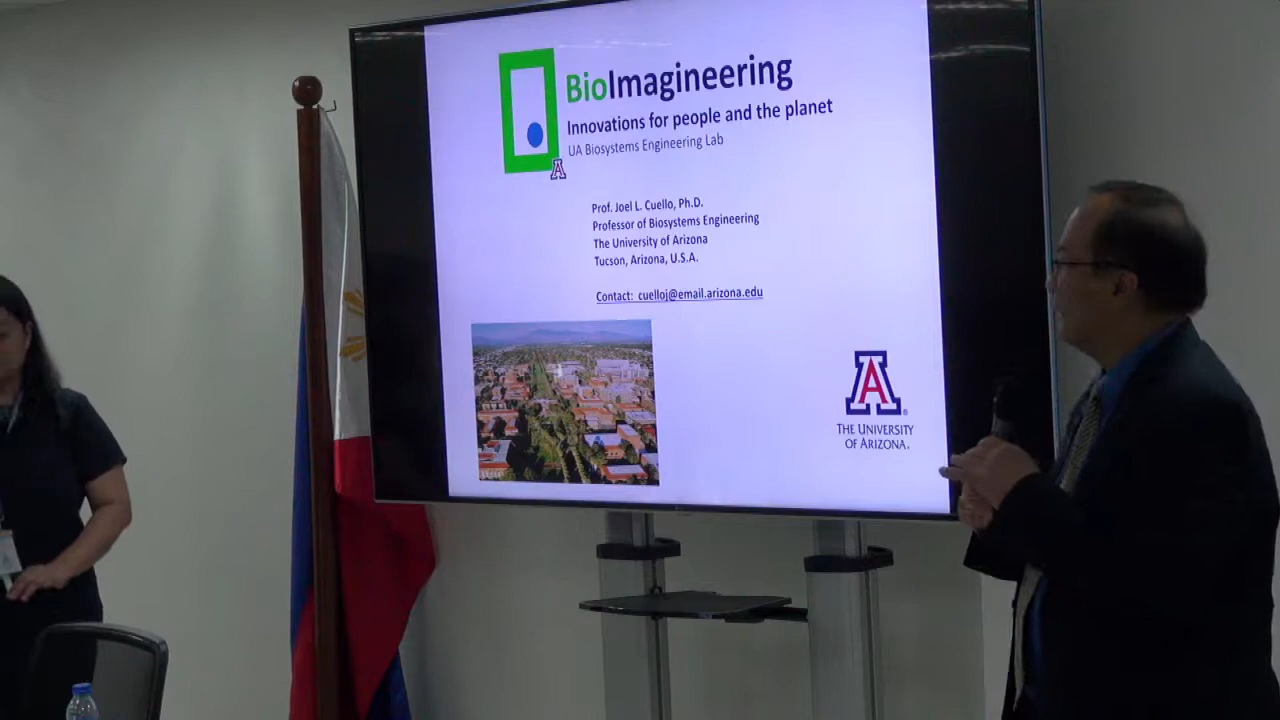 BioImagineering
Innovations for people and the planet
UA Biosystems Engineering Lab
A
Prof. Joel L. Cuello, Ph.D.
Professor of Biosystems Engineering
The University of Arizona
Tucson, Arizona, U.S.A.
Contact: cuelloj@email.arizona.edu
A®
THE UNIVERSITY
OF ARIZONA.